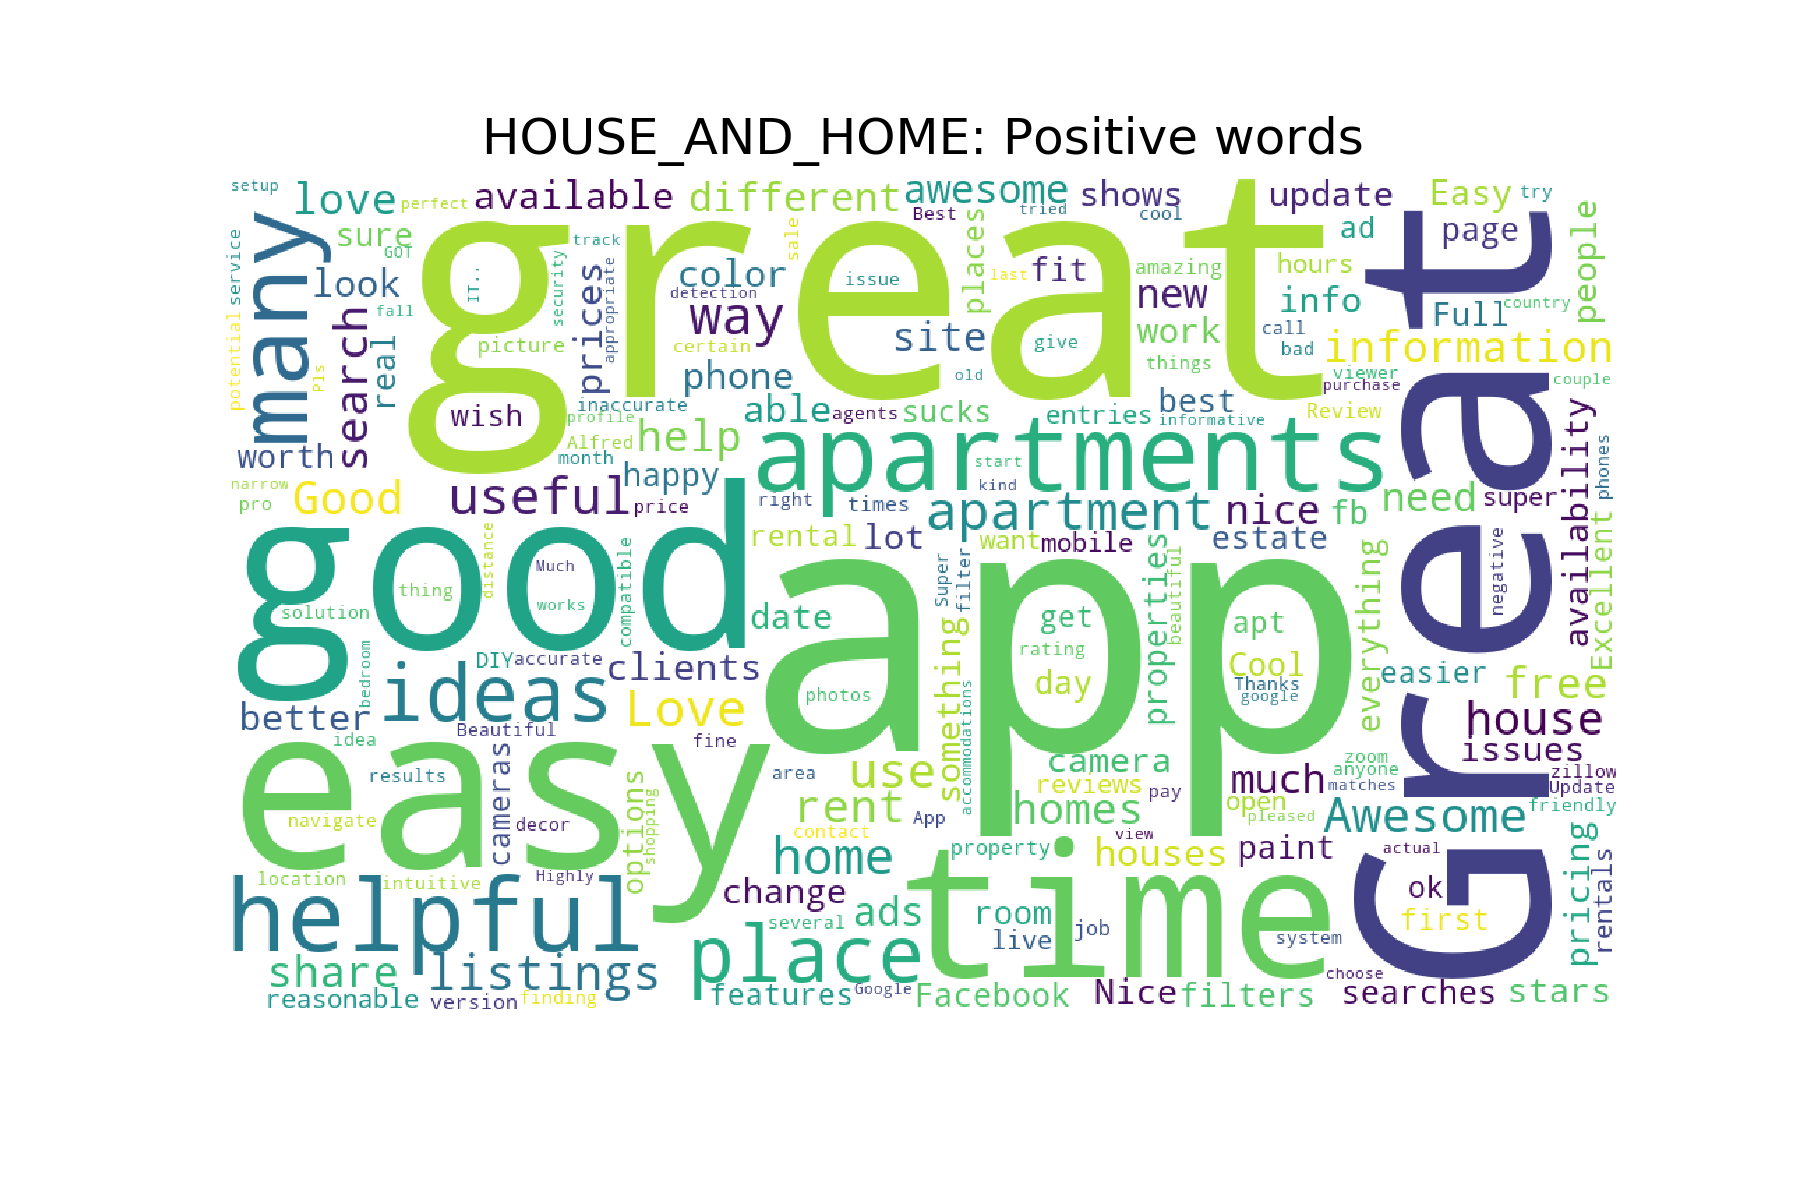 HOUSE_AND_HOME: Positive words
setup
love
perfect
available
different
awesome
Best
shows
tried
cool
update
Easy
try
many
sure
GOT
great
track
sale
places
ad
page
people
service
look
fall
IT..
security
prices
appropriate
color
detection
issue
last
fit
amazing
new
hours
info
Great
Full
country
potential
Pls
search
real
picture
way
certain
site
give
work
things
call
bad
information
viewer
couple
purchase
wish
inaccurate
profile
Alfred
month
phone
able
agents
old
sucks
entries
best
informative
Review
availability
worth
help
happy
apartments
start
kind
phones
narrow
pro
Good
useful
price
right
times
apartment
nice
fb
need
super
Excellent
good
distance
Much
thing
works
solution
compatible
rental
lot
want
mobile
estate
negative
app
Super
filter
properties
beautiful
everything
date
get
apt
rating
Cool
Thanks
google
day
photos
something
accommodations
bedroom
DIY
accurate
clients
ideas
Love
easier
free
better
idea
Beautiful
fine
house
issues
easy
results
cameras
area
use
camera
reviews
pay
much
open
pleased
zoom
anyone
matches
zillow
Update
friendly
navigate
decor
options
shopping
rent
contact
App
homes
view
Awesome
location
intuitive
Highly
home
property
houses
paint
actual
pricing
rentals
helpful
change
several
ads
time
room
live
job
system
ok
first
share
listings
place
choose
reasonable
version
finding
features
Google
Facebook
Nice
filters
searches
stars